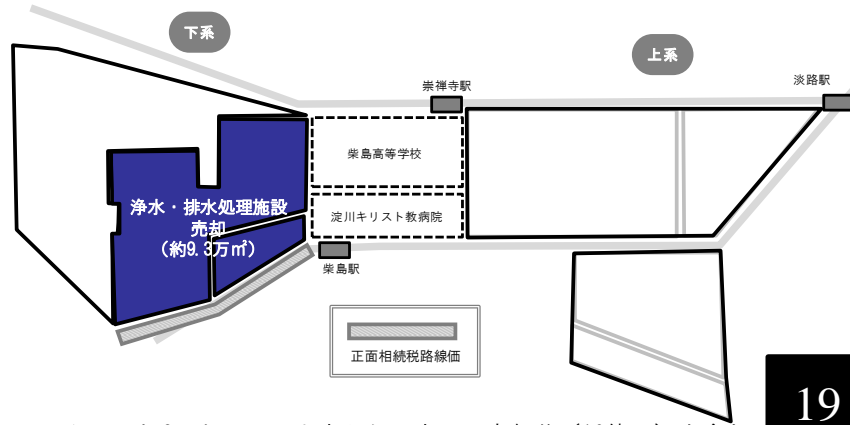 下系
上系
崇禅寺駅
淡路駅
柴島高等学校
浄水・排水処理施設
売却
（約9.3万㎡）
淀川キリスト教病院
柴島駅
正面相続税路線価
19